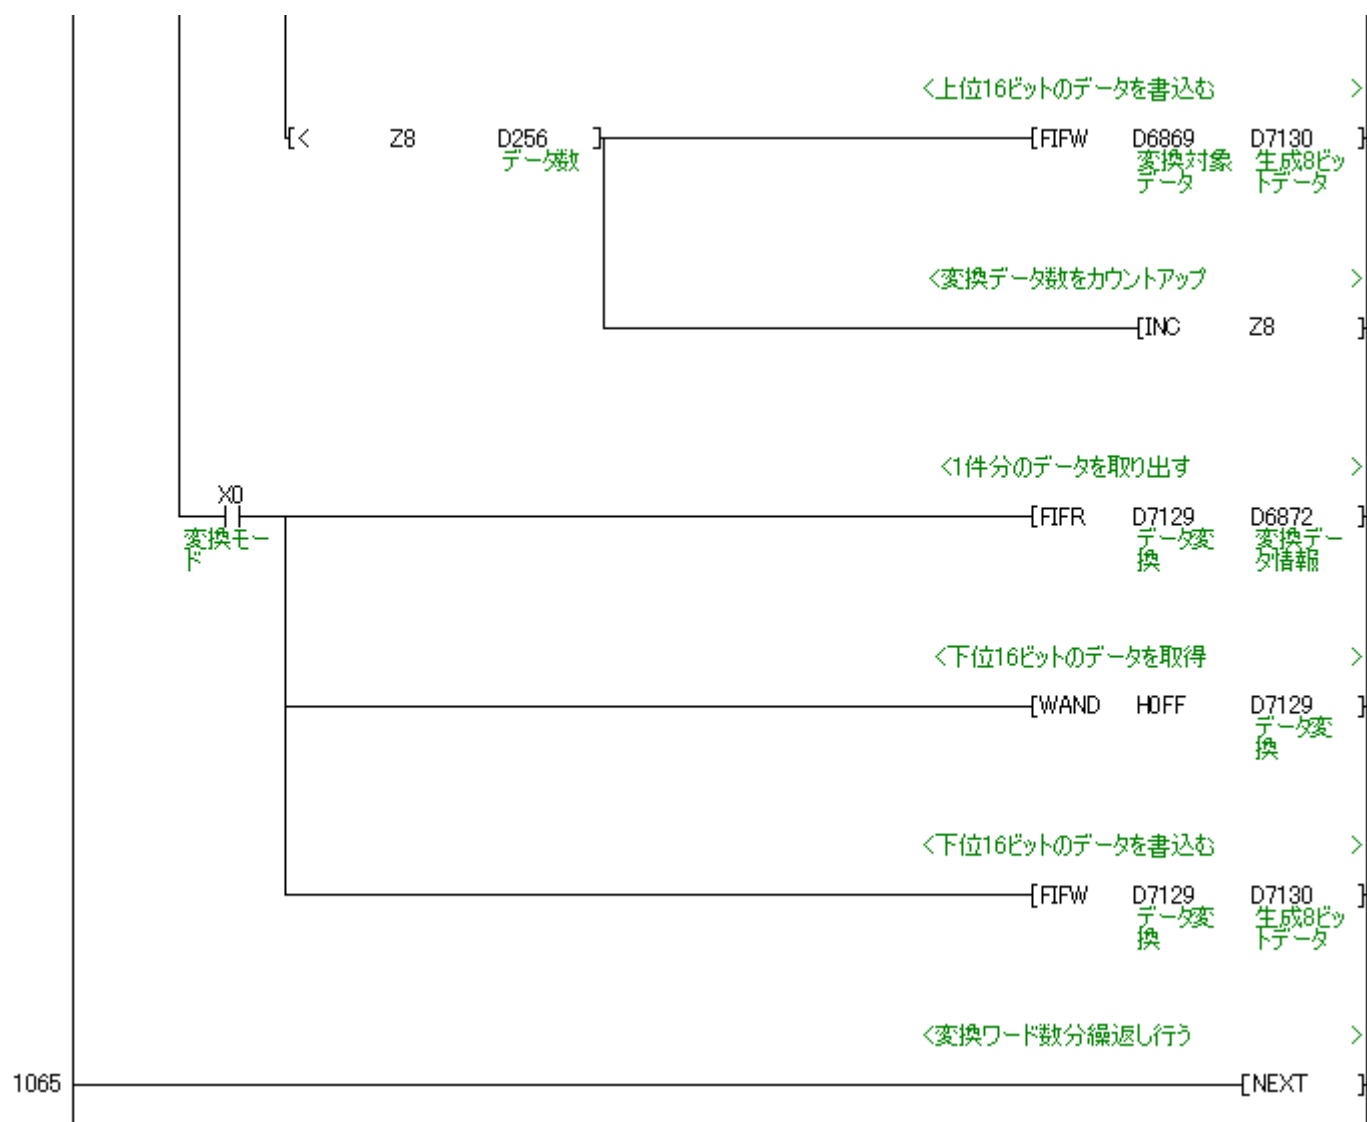 <上位16ビットのデータを書込む >
[< Z8 D256 ] [FIFW D6869 D7130 ]
データ数 変換対象 生成8ビッ
データ トデータ
<変換データ数をカウントアップ >
[INC Z8 ]
<1件分のデータを取り出す >
X0 [FIFR D7129 D6872 ]
変換モー データ変 変換デー
ド 換 タ情報
<下位16ビットのデータを取得 >
[WAND H0FF D7129 ]
データ変
換
<下位16ビットのデータを書込む >
[FIFW D7129 D7130 ]
データ変 生成8ビッ
換 トデータ
<変換ワード数分繰返し行う >
1065 [NEXT ]